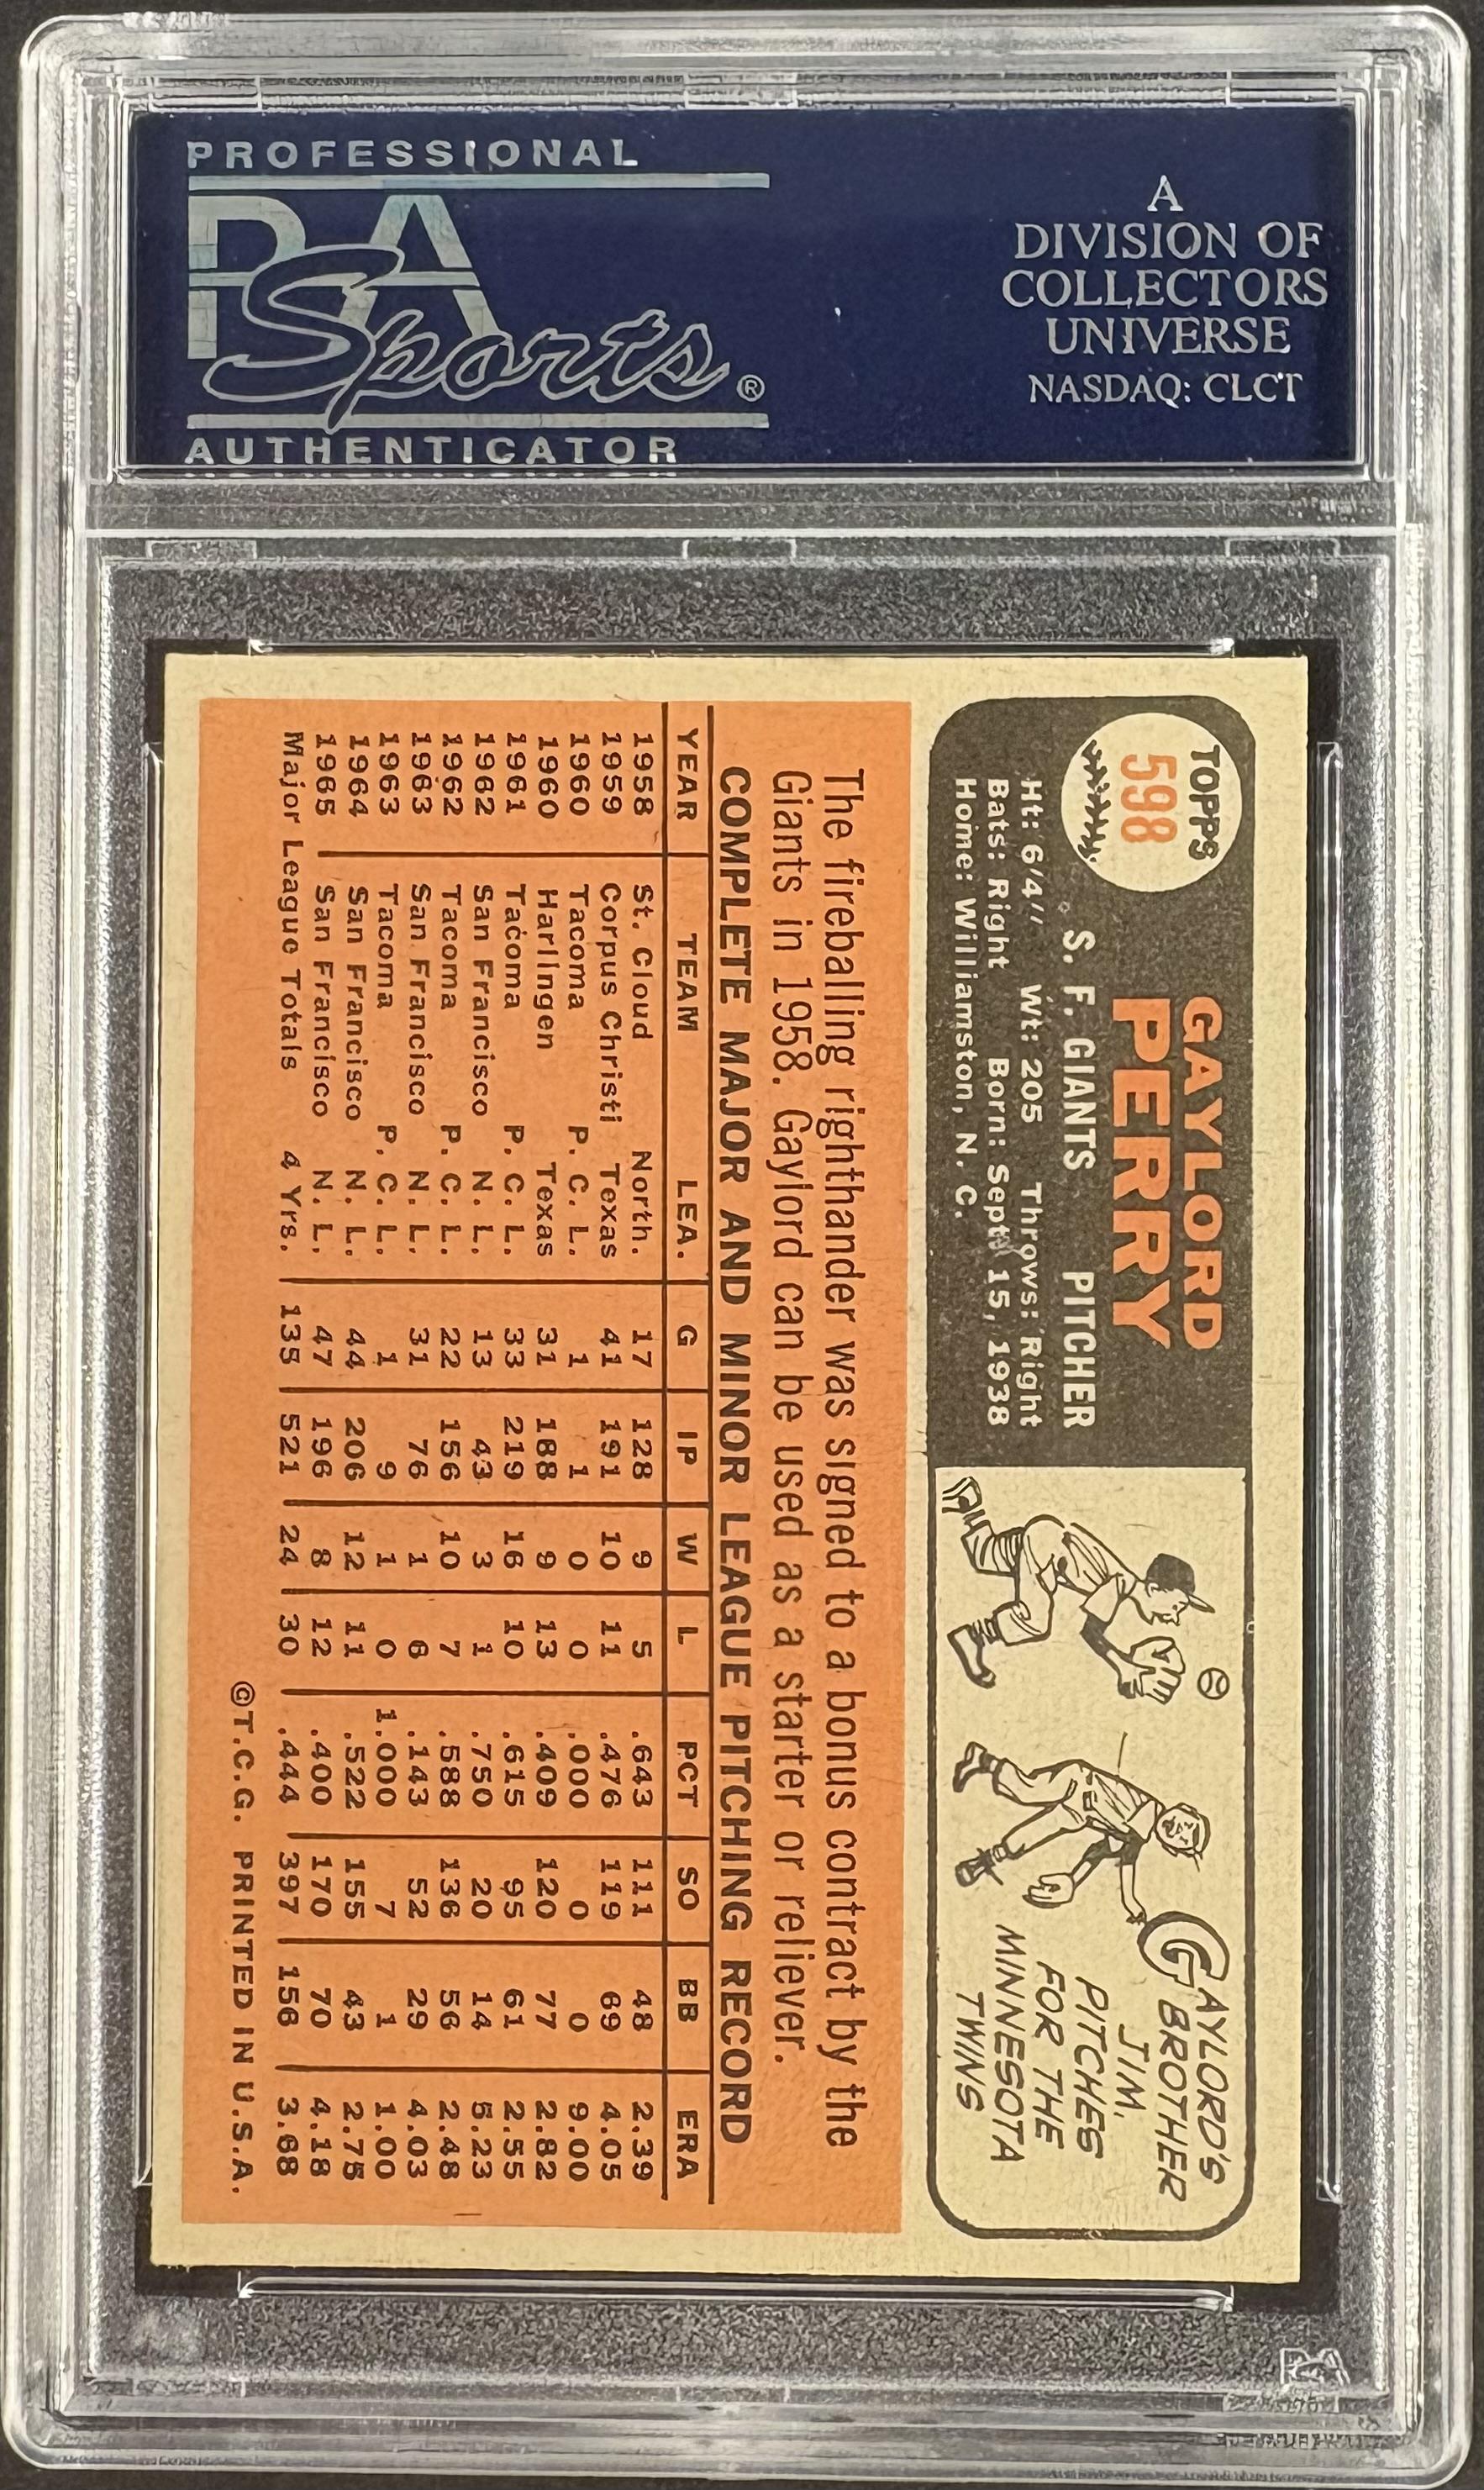 PROFESSIONAL
PSA
Sports®
AUTHENTICATOR
A
DIVISION OF
COLLECTORS
UNIVERSE
NASDAQ: CLCT
TOPPS
598
GAYLORD
PERRY
S. F. GIANTS PITCHER
Ht: 6'4" Wt: 205 Throws: Right
Bats: Right Born: Sept. 15, 1938
Home: Williamston, N. C.
GAYLORD'S
BROTHER
JIM,
PITCHES
FOR THE
MINNESOTA
TWINS
The fireballing righthander was signed to a bonus contract by the
Giants in 1958. Gaylord can be used as a starter or reliever.
COMPLETE MAJOR AND MINOR LEAGUE PITCHING RECORD
YEAR TEAM LEA. G IP W L PCT SO BB ERA
1958 St. Cloud North. 17 128 9 5 .643 111 48 2.39
1959 Corpus Christi Texas 41 191 10 11 .476 119 69 4.05
1960 Tacoma P. C. L. 1 1 0 0 .000 0 0 9.00
1960 Harlingen Texas 31 188 9 13 .409 120 77 2.82
1961 Tacoma P. C. L. 33 219 16 10 .615 95 61 2.55
1962 San Francisco N. L. 13 43 3 1 .750 20 14 5.23
1962 Tacoma P. C. L. 22 156 10 7 .588 136 56 2.48
1963 San Francisco N. L. 31 76 1 6 .143 52 29 4.03
1963 Tacoma P. C. L. 1 9 1 0 1.000 7 1 1.00
1964 San Francisco N. L. 44 206 12 11 .522 155 43 2.75
1965 San Francisco N. L. 47 196 8 12 .400 170 70 4.18
Major League Totals 4 Yrs. 135 521 24 30 .444 397 156 3.68
©T.C.G. PRINTED IN U.S.A.
PSA